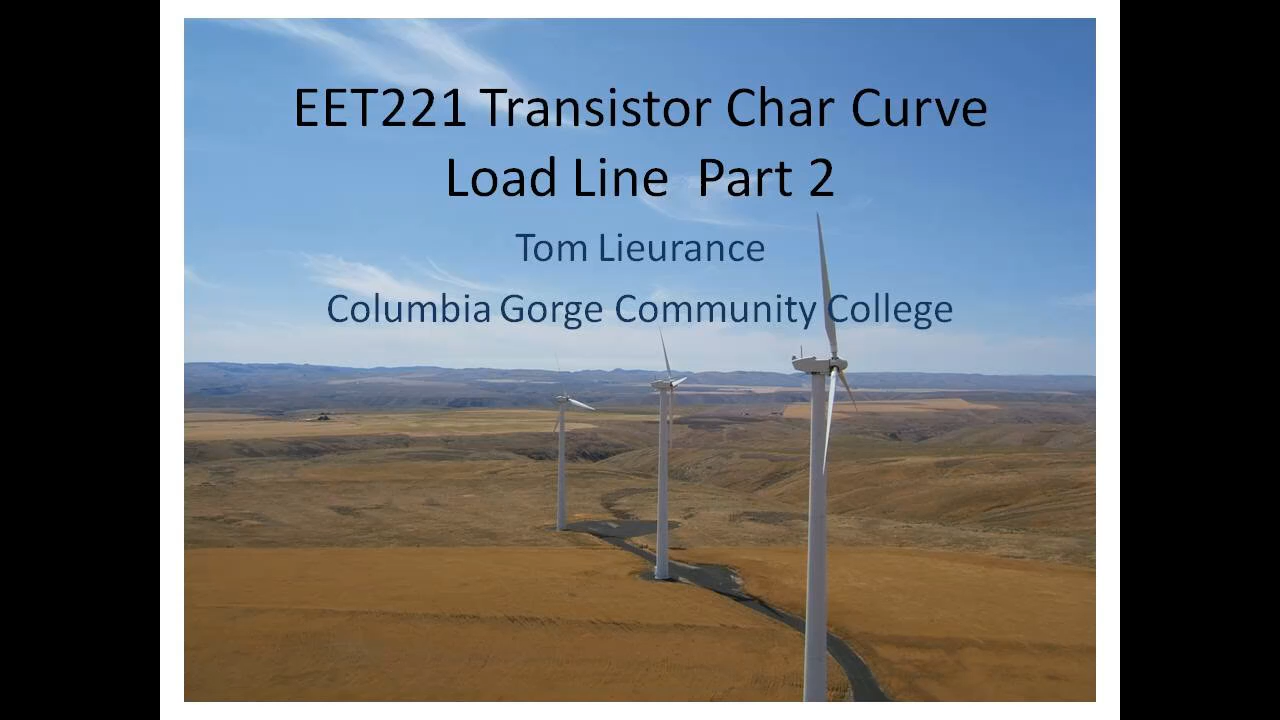 EET221 Transistor Char Curve
Load Line  Part 2
Tom Lieurance
Columbia Gorge Community College